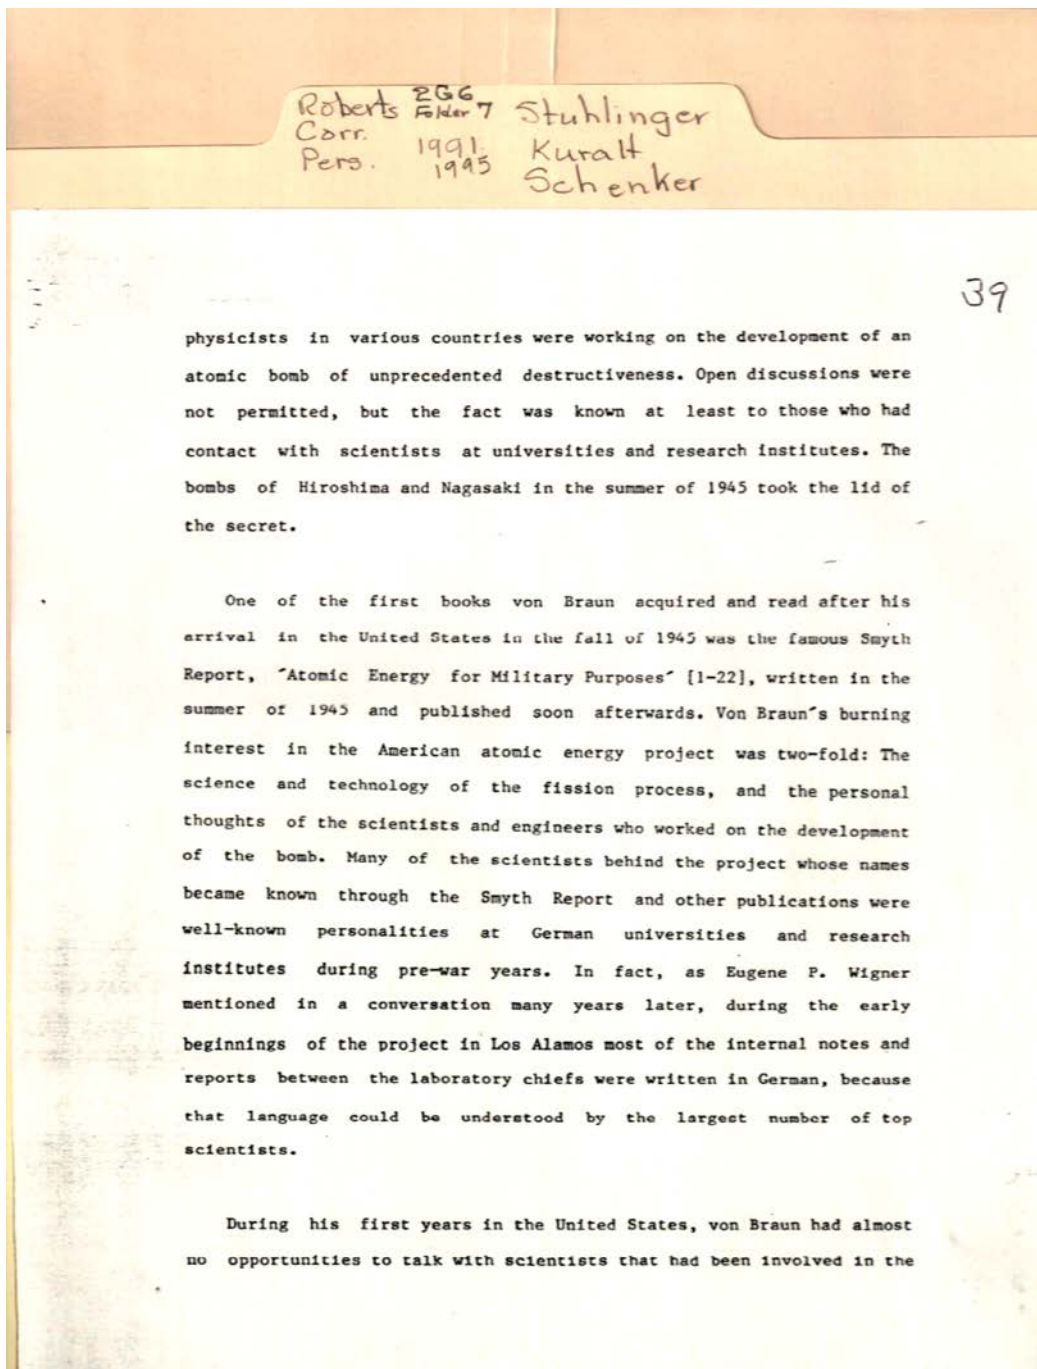 Roberts 2G6 Stuhlinger
Folder 7
Corr. 1991 Kuralt
Pers. 1995 Schenker
39
physicists in various countries were working on the development of an
atomic bomb of unprecedented destructiveness. Open discussions were
not permitted, but the fact was known at least to those who had
contact with scientists at universities and research institutes. The
bombs of Hiroshima and Nagasaki in the summer of 1945 took the lid of
the secret.
One of the first books von Braun acquired and read after his
arrival in the United States in the fall of 1945 was the famous Smyth
Report, ´Atomic Energy for Military Purposes´ [1-22], written in the
summer of 1945 and published soon afterwards. Von Braun´s burning
interest in the American atomic energy project was two-fold: The
science and technology of the fission process, and the personal
thoughts of the scientists and engineers who worked on the development
of the bomb. Many of the scientists behind the project whose names
became known through the Smyth Report and other publications were
well-known personalities at German universities and research
institutes during pre-war years. In fact, as Eugene P. Wigner
mentioned in a conversation many years later, during the early
beginnings of the project in Los Alamos most of the internal notes and
reports between the laboratory chiefs were written in German, because
that language could be understood by the largest number of top
scientists.
During his first years in the United States, von Braun had almost
no opportunities to talk with scientists that had been involved in the